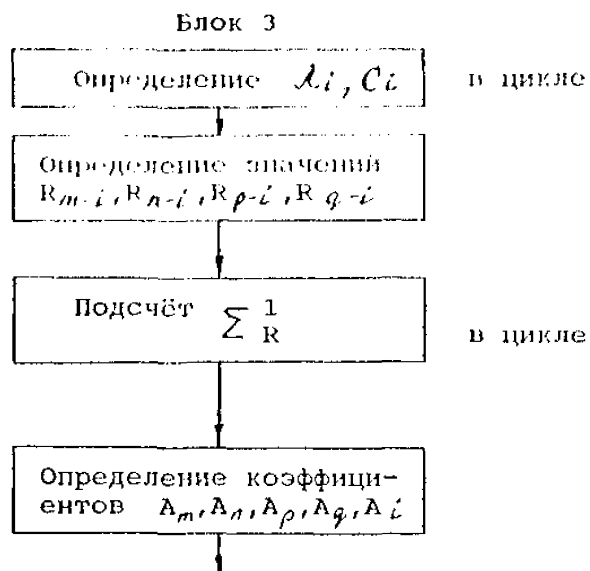 Блок 3
Определение λi, Ci в цикле
Определение значений
Rm-i, Rn-i, Rp-i, Rq-i
Подсчёт ∑ 1/R
в цикле
Определение коэффици-
ентов Am, An, Ap, Aq, Ai